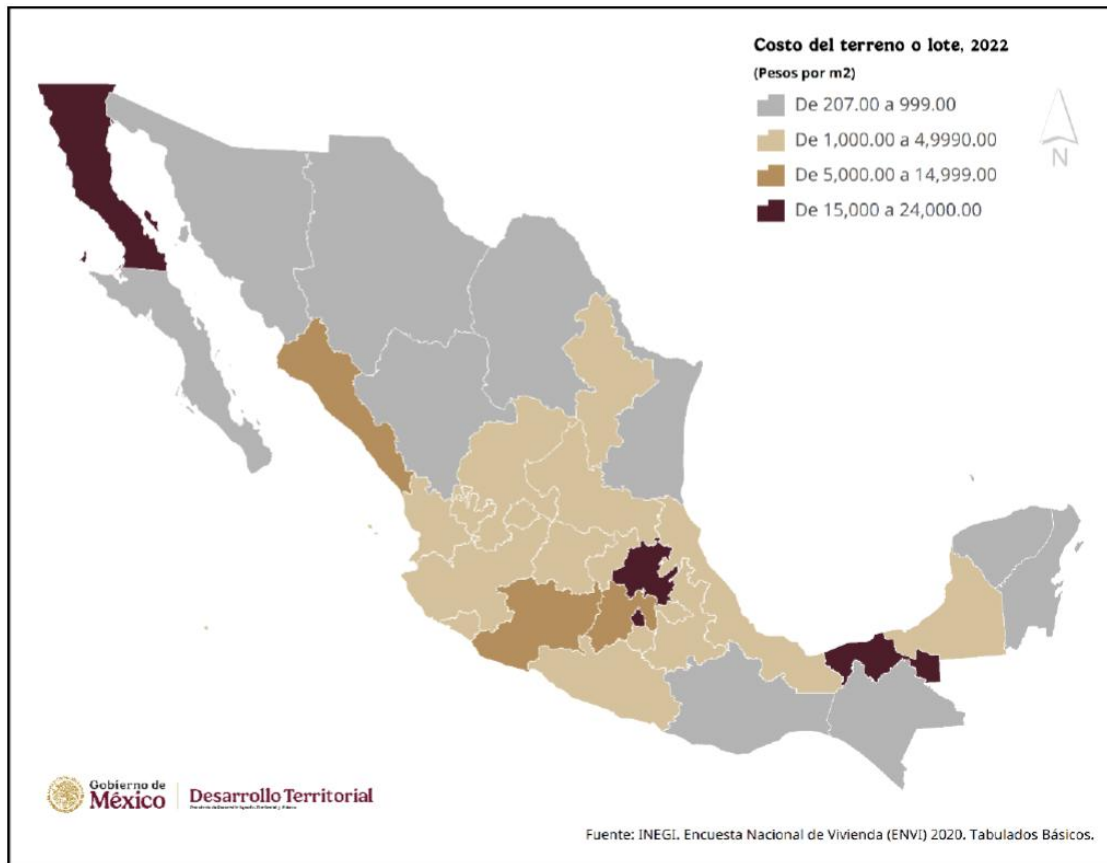 Costo del terreno o lote, 2022
(Pesos por m2)
De 207.00 a 999.00
De 1,000.00 a 4,9990.00
De 5,000.00 a 14,999.00
De 15,000 a 24,000.00
N
Gobierno de
México
Desarrollo Territorial
Fuente: INEGI. Encuesta Nacional de Vivienda (ENVI) 2020. Tabulados Básicos.